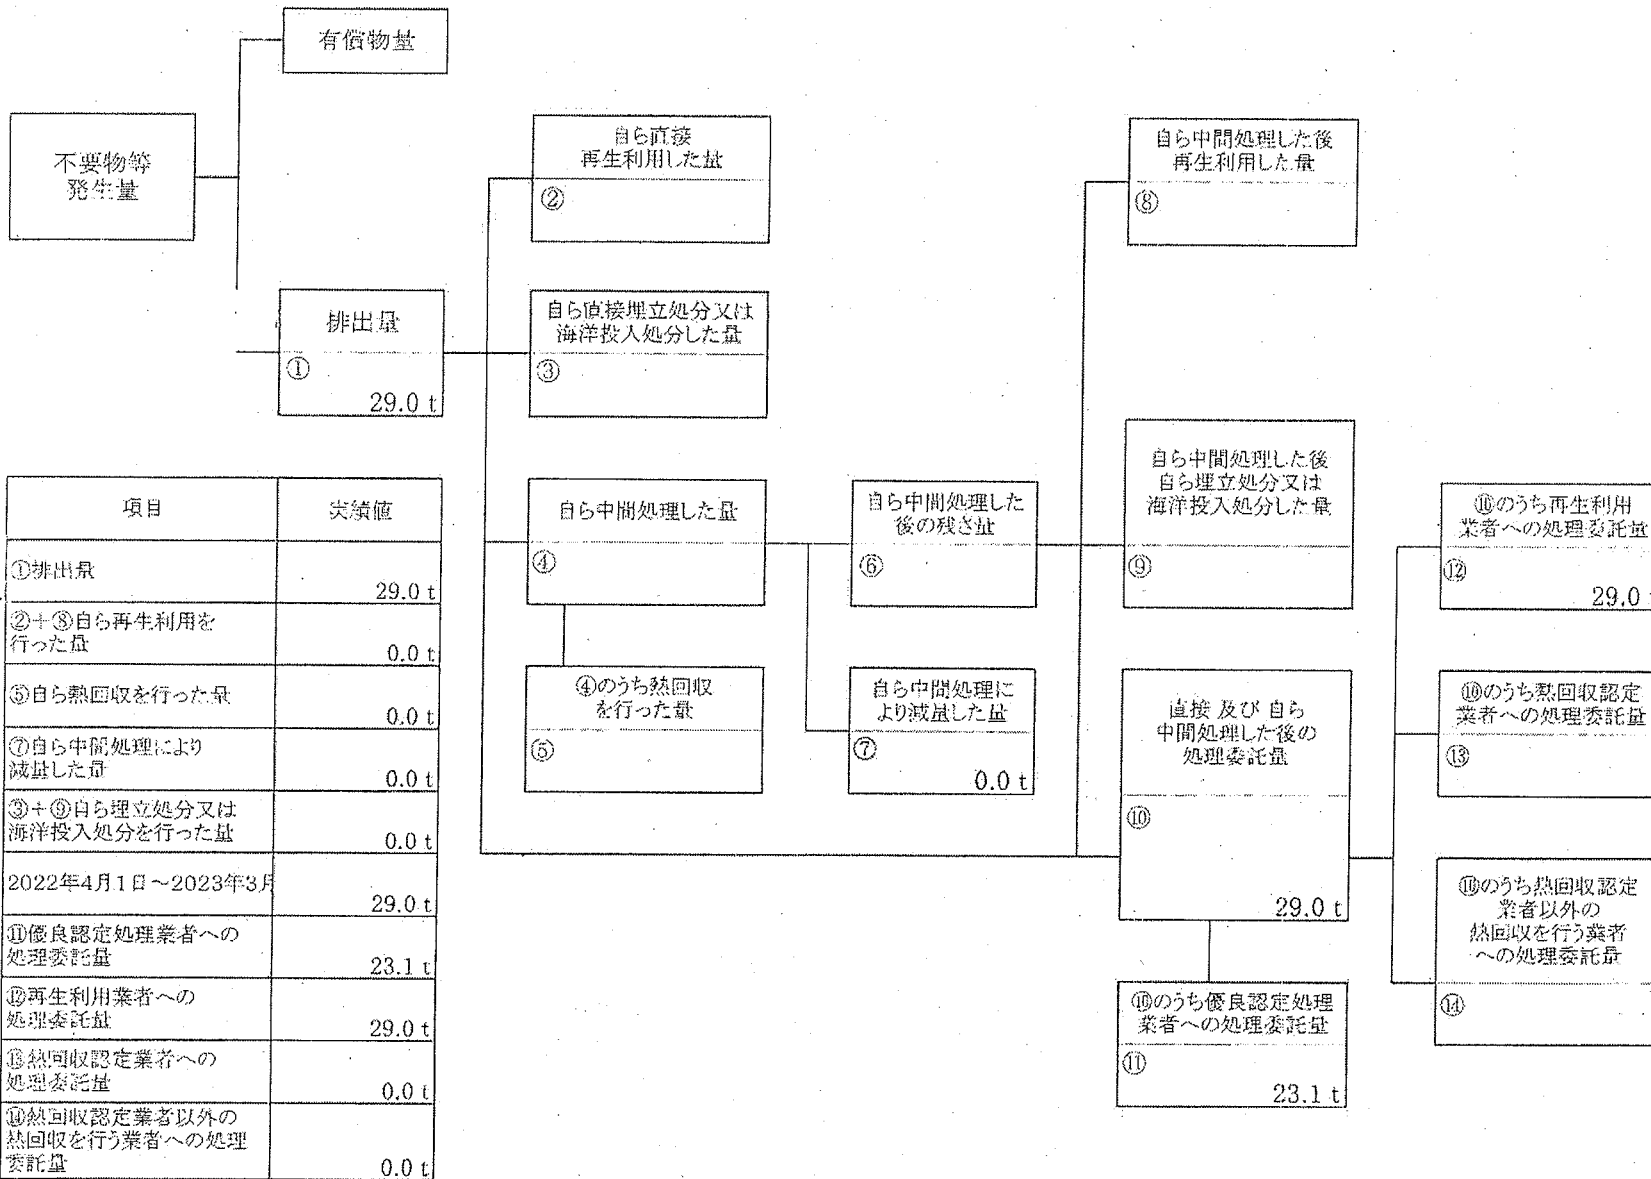 有償物量
不要物等
発生量
排出量
①
29.0 t
自ら直接
再生利用した量
②
自ら直接埋立処分又は
海洋投入処分した量
③
自ら中間処理した量
④
④のうち熱回収
を行った量
⑤
自ら中間処理した
後の残さ量
⑥
自ら中間処理に
より減量した量
⑦
0.0 t
自ら中間処理した後
再生利用した量
⑧
自ら中間処理した後
自ら埋立処分又は
海洋投入処分した量
⑨
直接 及び 自ら
中間処理した後の
処理委託量
⑩
29.0 t
⑩のうち優良認定処理
業者への処理委託量
⑪
23.1 t
⑩のうち再生利用
業者への処理委託量
⑫
29.0
⑩のうち熱回収認定
業者への処理委託量
⑬
⑩のうち熱回収認定
業者以外の
熱回収を行う業者
への処理委託量
⑭
項目 実績値
①排出量
29.0 t
②+⑧自ら再生利用を
行った量
0.0 t
⑤自ら熱回収を行った量
0.0 t
⑦自ら中間処理により
減量した量
0.0 t
③+⑨自ら埋立処分又は
海洋投入処分を行った量
0.0 t
2022年4月1日~2023年3月
29.0 t
⑪優良認定処理業者への
処理委託量
23.1 t
⑫再生利用業者への
処理委託量
29.0 t
⑬熱回収認定業者への
処理委託量
0.0 t
⑭熱回収認定業者以外の
熱回収を行う業者への処理
委託量
0.0 t